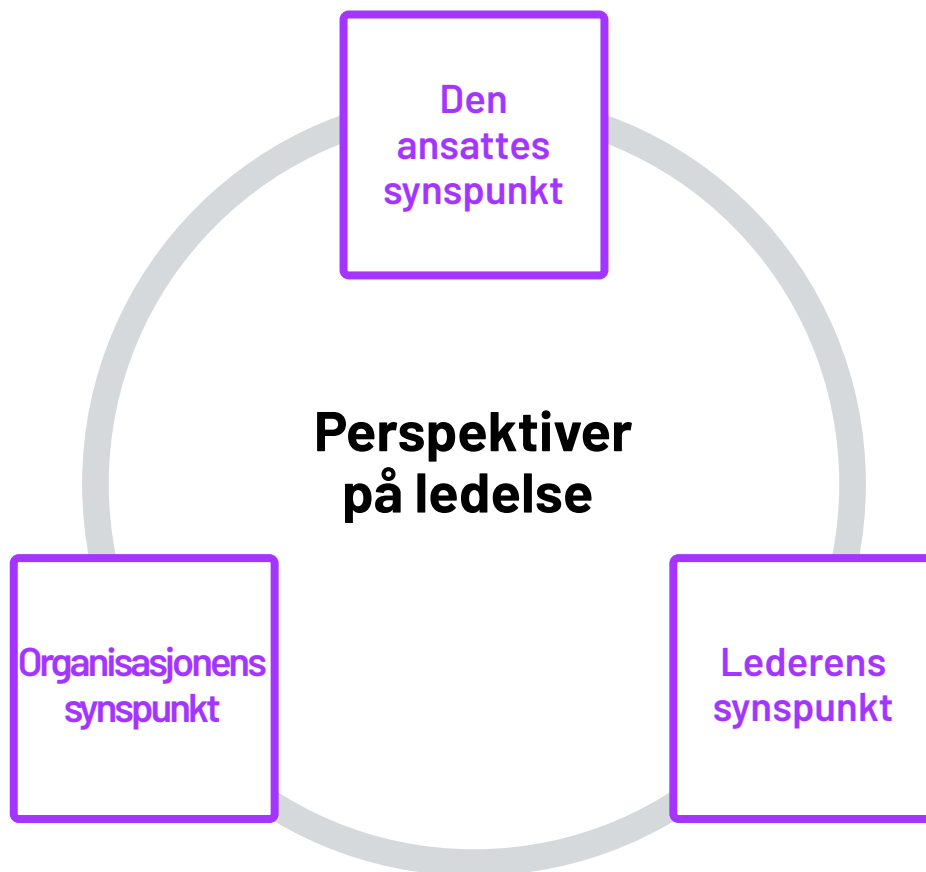 Den
ansattes
synspunkt
Perspektiver
på ledelse
Organisasjonens
synspunkt
Lederens
synspunkt